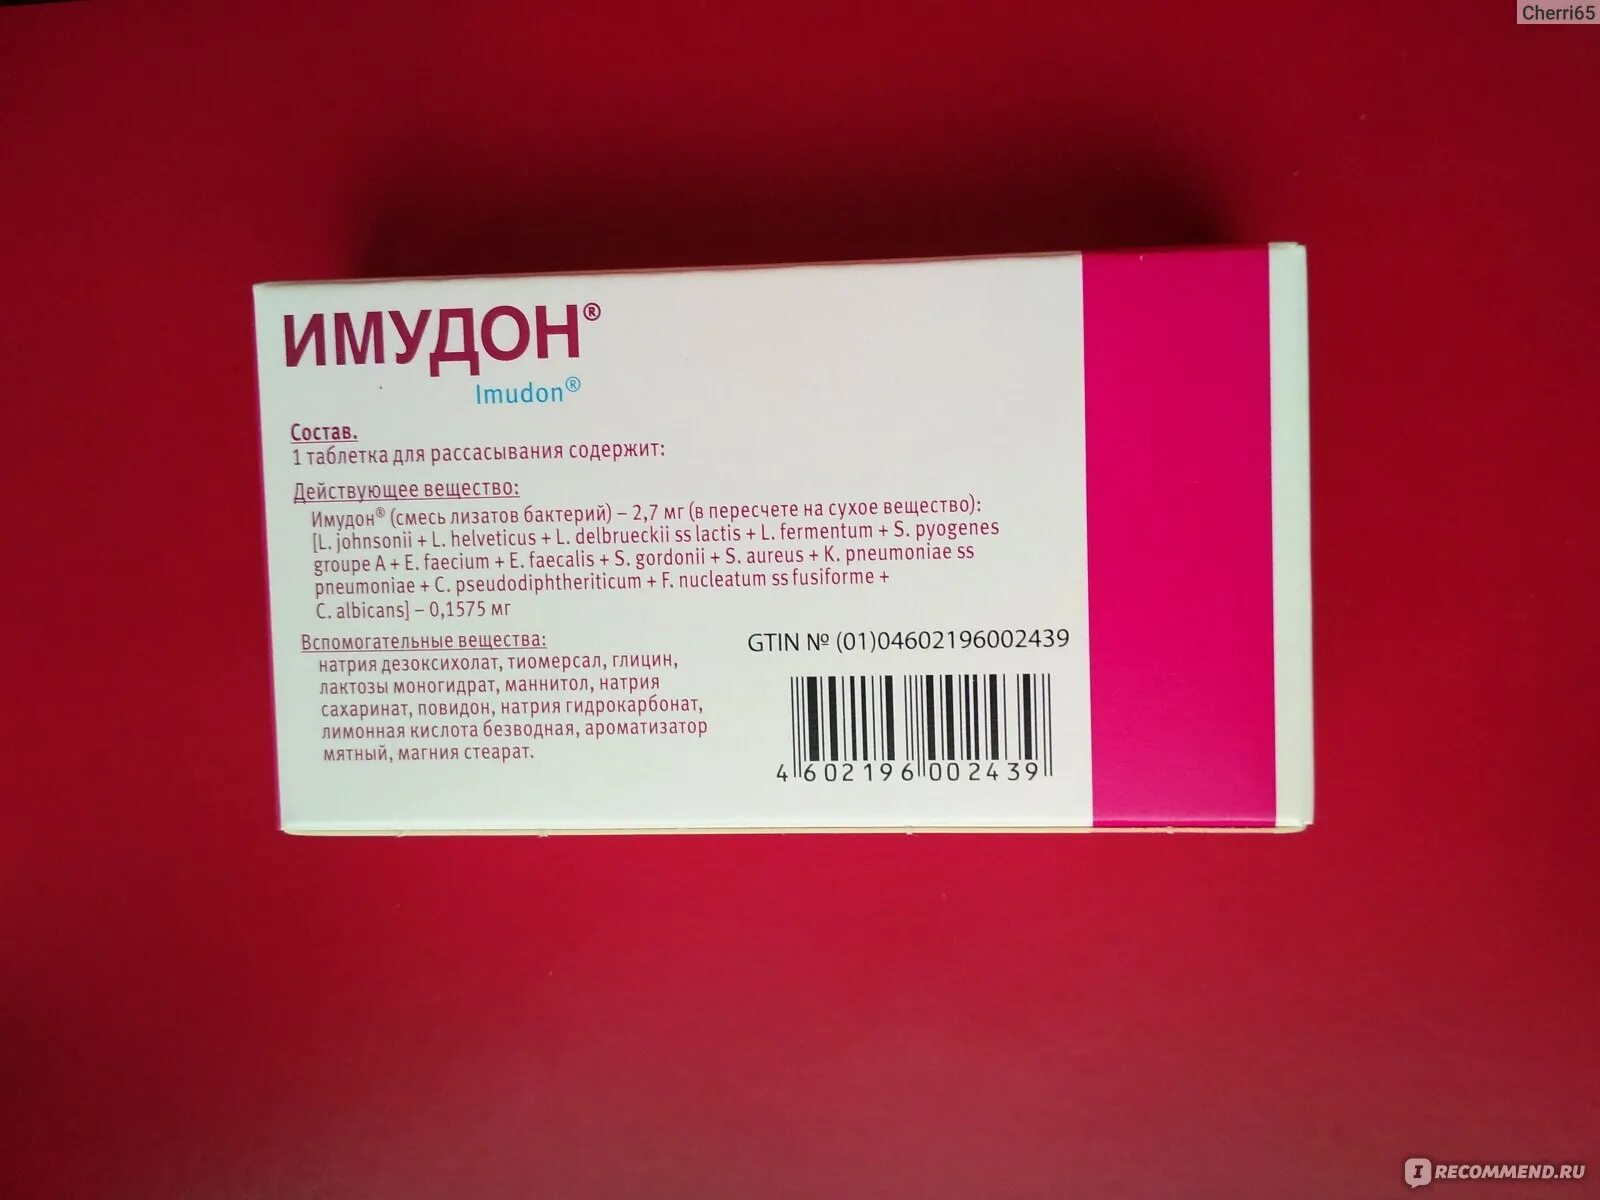 Cherri65
ИМУДОН®
Imudon®
Состав.
1 таблетка для рассасывания содержит:
Действующее вещество:
Имудон® (смесь лизатов бактерий) – 2,7 мг (в пересчете на сухое вещество):
[L. johnsonii + L. helveticus + L. delbrueckii ss lactis + L. fermentum + S. pyogenes
groupe A + E. faecium + E. faecalis + S. gordonii + S. aureus + K. pneumoniae ss
pneumoniae + C. pseudodiphtheriticum + F. nucleatum ss fusiforme +
C. albicans] – 0,1575 мг
Вспомогательные вещества:
натрия дезоксихолат, тиомерсал, глицин,
лактозы моногидрат, маннитол, натрия
сахаринат, повидон, натрия гидрокарбонат,
лимонная кислота безводная, ароматизатор
мятный, магния стеарат.
GTIN № (01)04602196002439
4 602196 002439
IRECOMMEND.RU